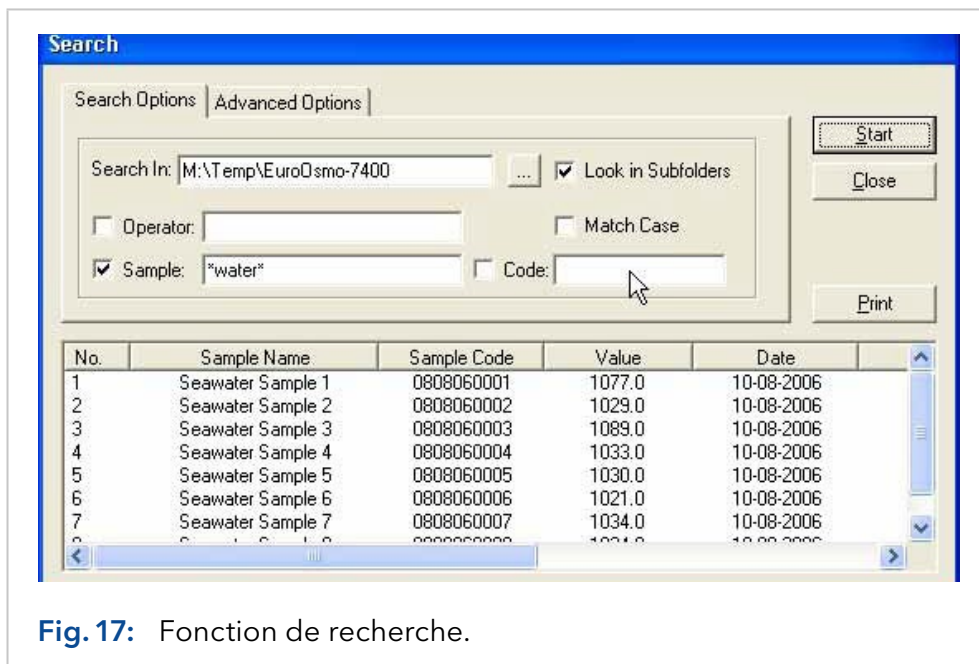 Search
Search Options Advanced Options
Start
Search In: M:\Temp\EuroOsmo-7400 ... Look in Subfolders
Close
Operator: Match Case
Sample: *water* Code:
Print
No. Sample Name Sample Code Value Date
1 Seawater Sample 1 0808060001 1077.0 10-08-2006
2 Seawater Sample 2 0808060002 1029.0 10-08-2006
3 Seawater Sample 3 0808060003 1089.0 10-08-2006
4 Seawater Sample 4 0808060004 1033.0 10-08-2006
5 Seawater Sample 5 0808060005 1030.0 10-08-2006
6 Seawater Sample 6 0808060006 1021.0 10-08-2006
7 Seawater Sample 7 0808060007 1034.0 10-08-2006
Fig. 17: Fonction de recherche.